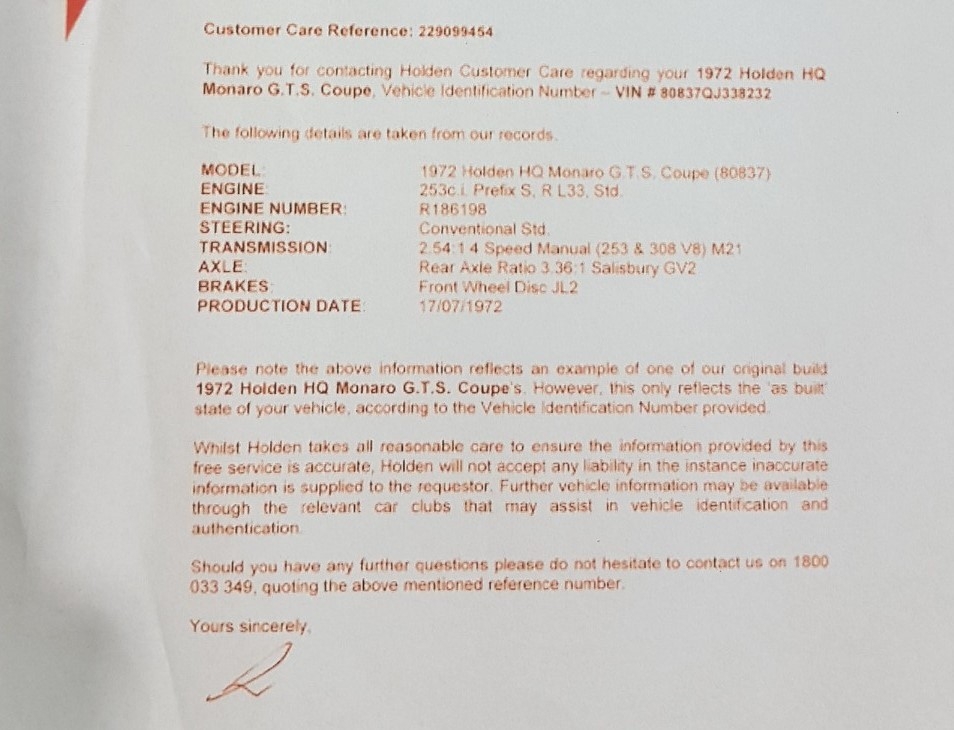 Customer Care Reference: 229099454
Thank you for contacting Holden Customer Care regarding your 1972 Holden HQ
Monaro G.T.S. Coupe, Vehicle Identification Number – VIN # 80837QJ338232
The following details are taken from our records.
MODEL: 1972 Holden HQ Monaro G.T.S. Coupe (80837)
ENGINE: 253c.i. Prefix S, R L33, Std.
ENGINE NUMBER: R186198
STEERING: Conventional Std.
TRANSMISSION: 2.54:1 4 Speed Manual (253 & 308 V8) M21
AXLE: Rear Axle Ratio 3.36:1 Salisbury GV2
BRAKES: Front Wheel Disc JL2
PRODUCTION DATE: 17/07/1972
Please note the above information reflects an example of one of our original build
1972 Holden HQ Monaro G.T.S. Coupe's. However, this only reflects the 'as built'
state of your vehicle, according to the Vehicle Identification Number provided.
Whilst Holden takes all reasonable care to ensure the information provided by this
free service is accurate, Holden will not accept any liability in the instance inaccurate
information is supplied to the requestor. Further vehicle information may be available
through the relevant car clubs that may assist in vehicle identification and
authentication.
Should you have any further questions please do not hesitate to contact us on 1800
033 349, quoting the above mentioned reference number.
Yours sincerely,